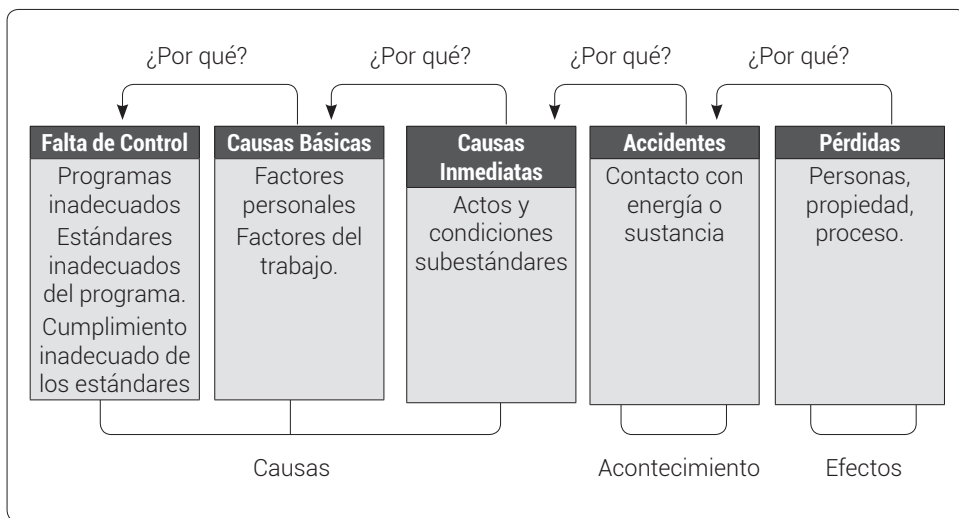 ¿Por qué?
¿Por qué?
¿Por qué?
¿Por qué?
Falta de Control
Programas
inadecuados
Estándares
inadecuados
del programa.
Cumplimiento
inadecuado de
los estándares
Causas Básicas
Factores
personales
Factores del
trabajo.
Causas
Inmediatas
Actos y
condiciones
subestándares
Accidentes
Contacto con
energía o
sustancia
Pérdidas
Personas,
propiedad,
proceso.
Causas
Acontecimiento
Efectos